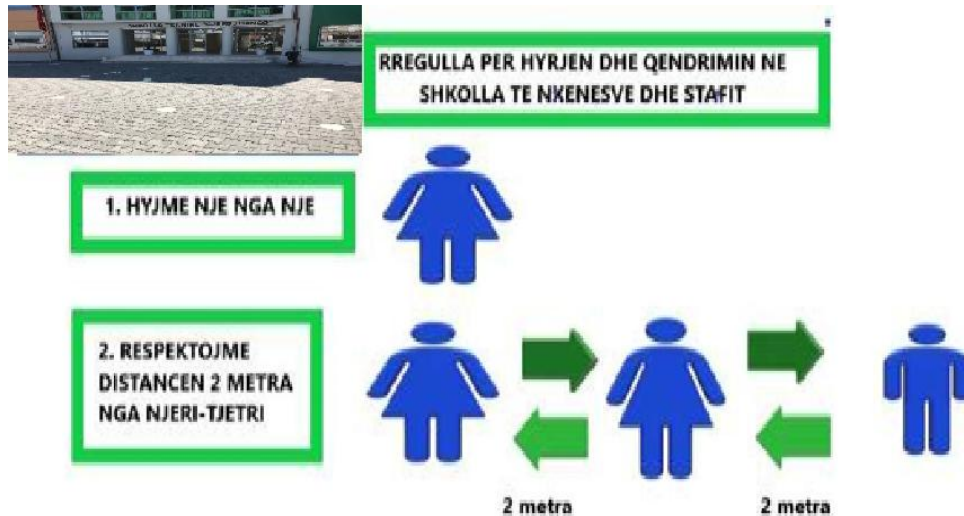 RREGULLA PER HYRJEN DHE QENDRIMIN NE
SHKOLLA TE NXENESVE DHE STAFIT
1. HYJME NJE NGA NJE
2. RESPEKTOJME
DISTANCEN 2 METRA
NGA NJERI-TJETRI
2 metra
2 metra